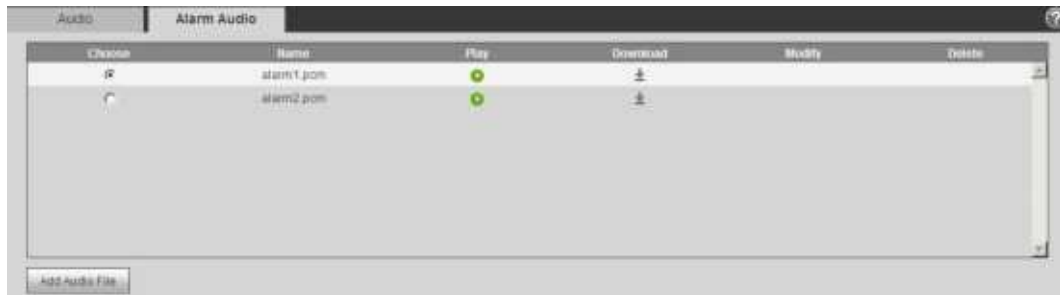 Audio Alarm Audio
Choose Name Play Download Modify Delete
alarm1.pcm
alarm2.pcm
Add Audio File